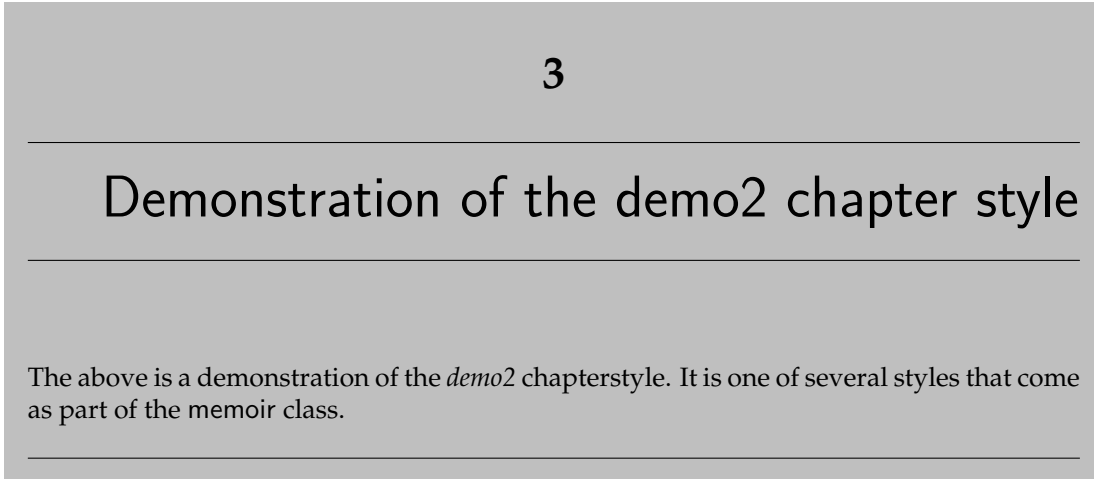 3
Demonstration of the demo2 chapter style
The above is a demonstration of the demo2 chapterstyle. It is one of several styles that come
as part of the memoir class.